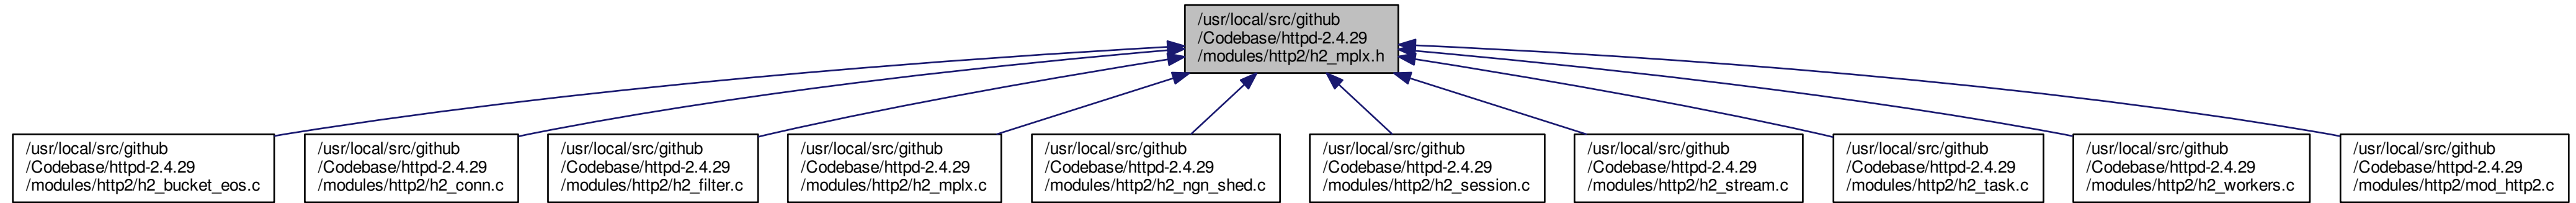 /usr/local/src/github
/Codebase/httpd-2.4.29
/modules/http2/h2_mplx.h
/usr/local/src/github
/Codebase/httpd-2.4.29
/modules/http2/h2_bucket_eos.c
/usr/local/src/github
/Codebase/httpd-2.4.29
/modules/http2/h2_conn.c
/usr/local/src/github
/Codebase/httpd-2.4.29
/modules/http2/h2_filter.c
/usr/local/src/github
/Codebase/httpd-2.4.29
/modules/http2/h2_mplx.c
/usr/local/src/github
/Codebase/httpd-2.4.29
/modules/http2/h2_ngn_shed.c
/usr/local/src/github
/Codebase/httpd-2.4.29
/modules/http2/h2_session.c
/usr/local/src/github
/Codebase/httpd-2.4.29
/modules/http2/h2_stream.c
/usr/local/src/github
/Codebase/httpd-2.4.29
/modules/http2/h2_task.c
/usr/local/src/github
/Codebase/httpd-2.4.29
/modules/http2/h2_workers.c
/usr/local/src/github
/Codebase/httpd-2.4.29
/modules/http2/mod_http2.c